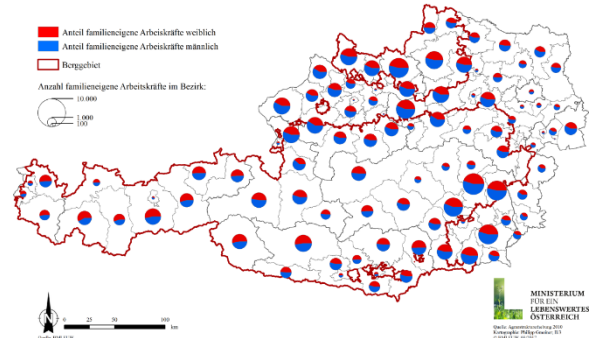 Anteil familieneigene Arbeiskräfte weiblich
Anteil familieneigene Arbeitskräfte männlich
Berggebiet
Anzahl familieneigene Arbeitskräfte im Bezirk:
10.000
1.000
100
0 25 50 100
km
MINISTERIUM
FÜR EIN
LEBENSWERTES
ÖSTERREICH
Quelle: Agrarstrukturerhebung 2010